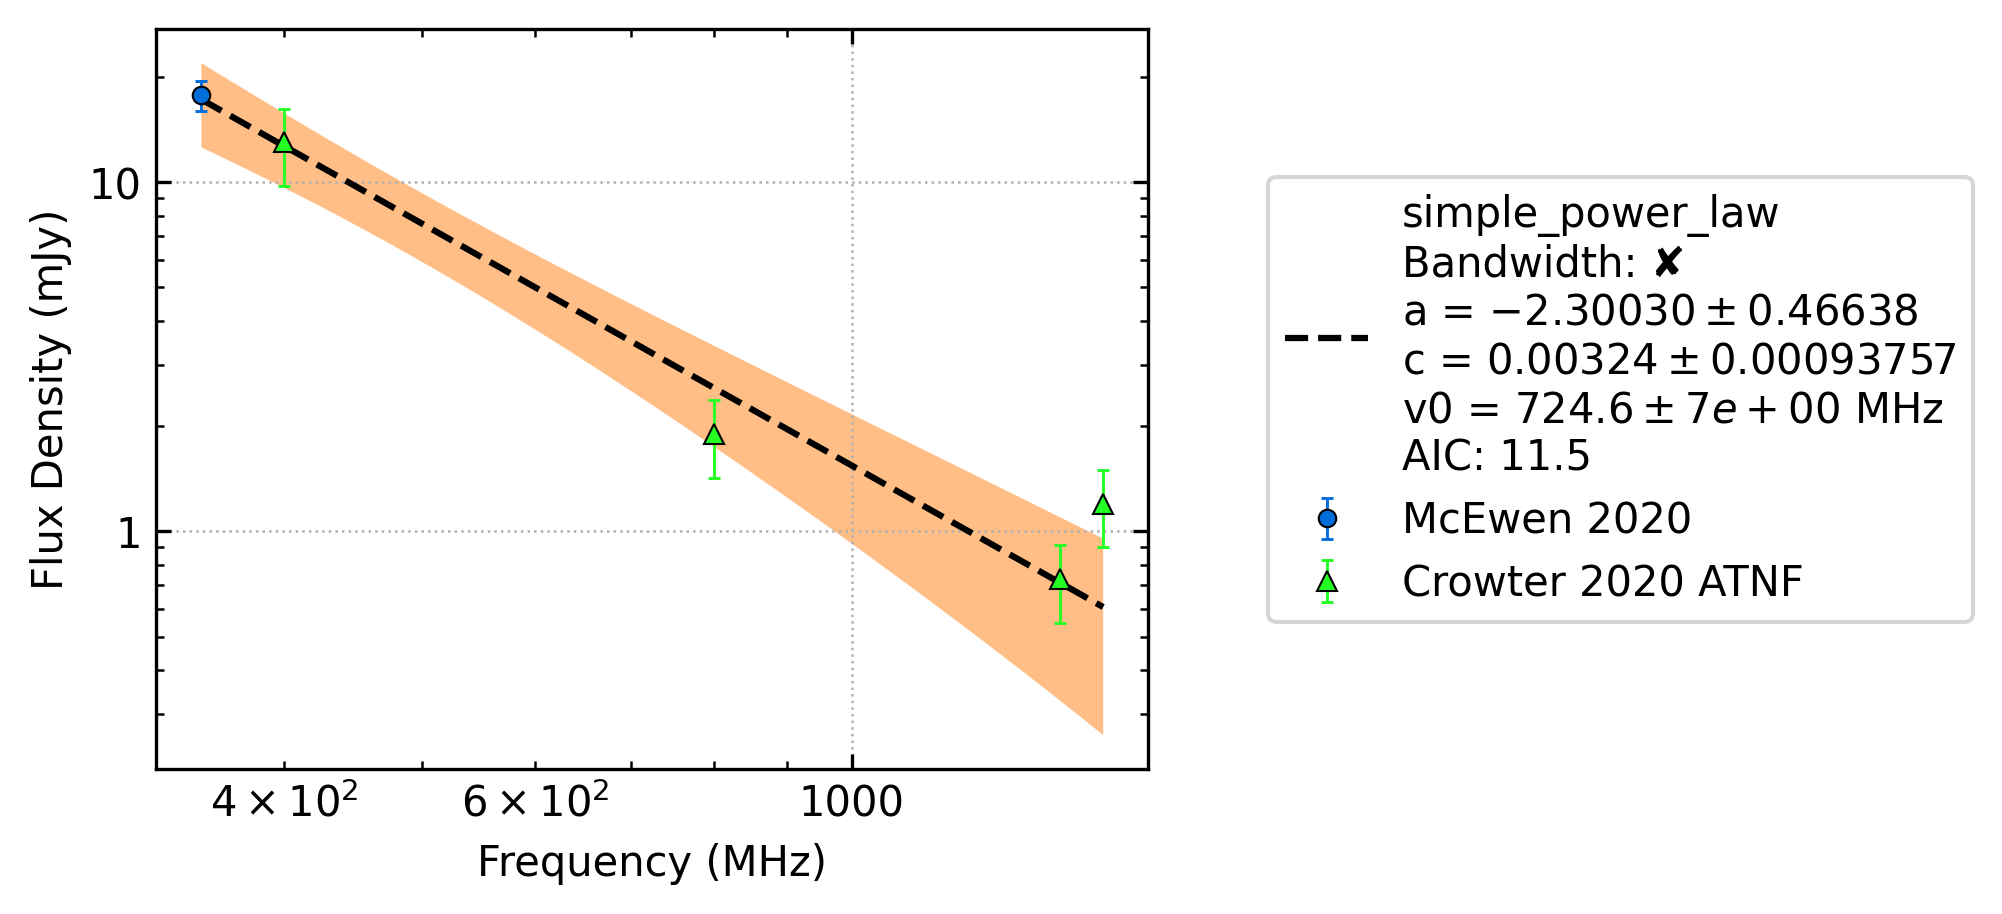 10
1
Flux Density (mJy)
4 × 10²
6 × 10²
1000
Frequency (MHz)
simple_power_law
Bandwidth: ✘
a = −2.30030 ± 0.46638
c = 0.00324 ± 0.00093757
v0 = 724.6 ± 7e + 00 MHz
AIC: 11.5
McEwen 2020
Crowter 2020 ATNF